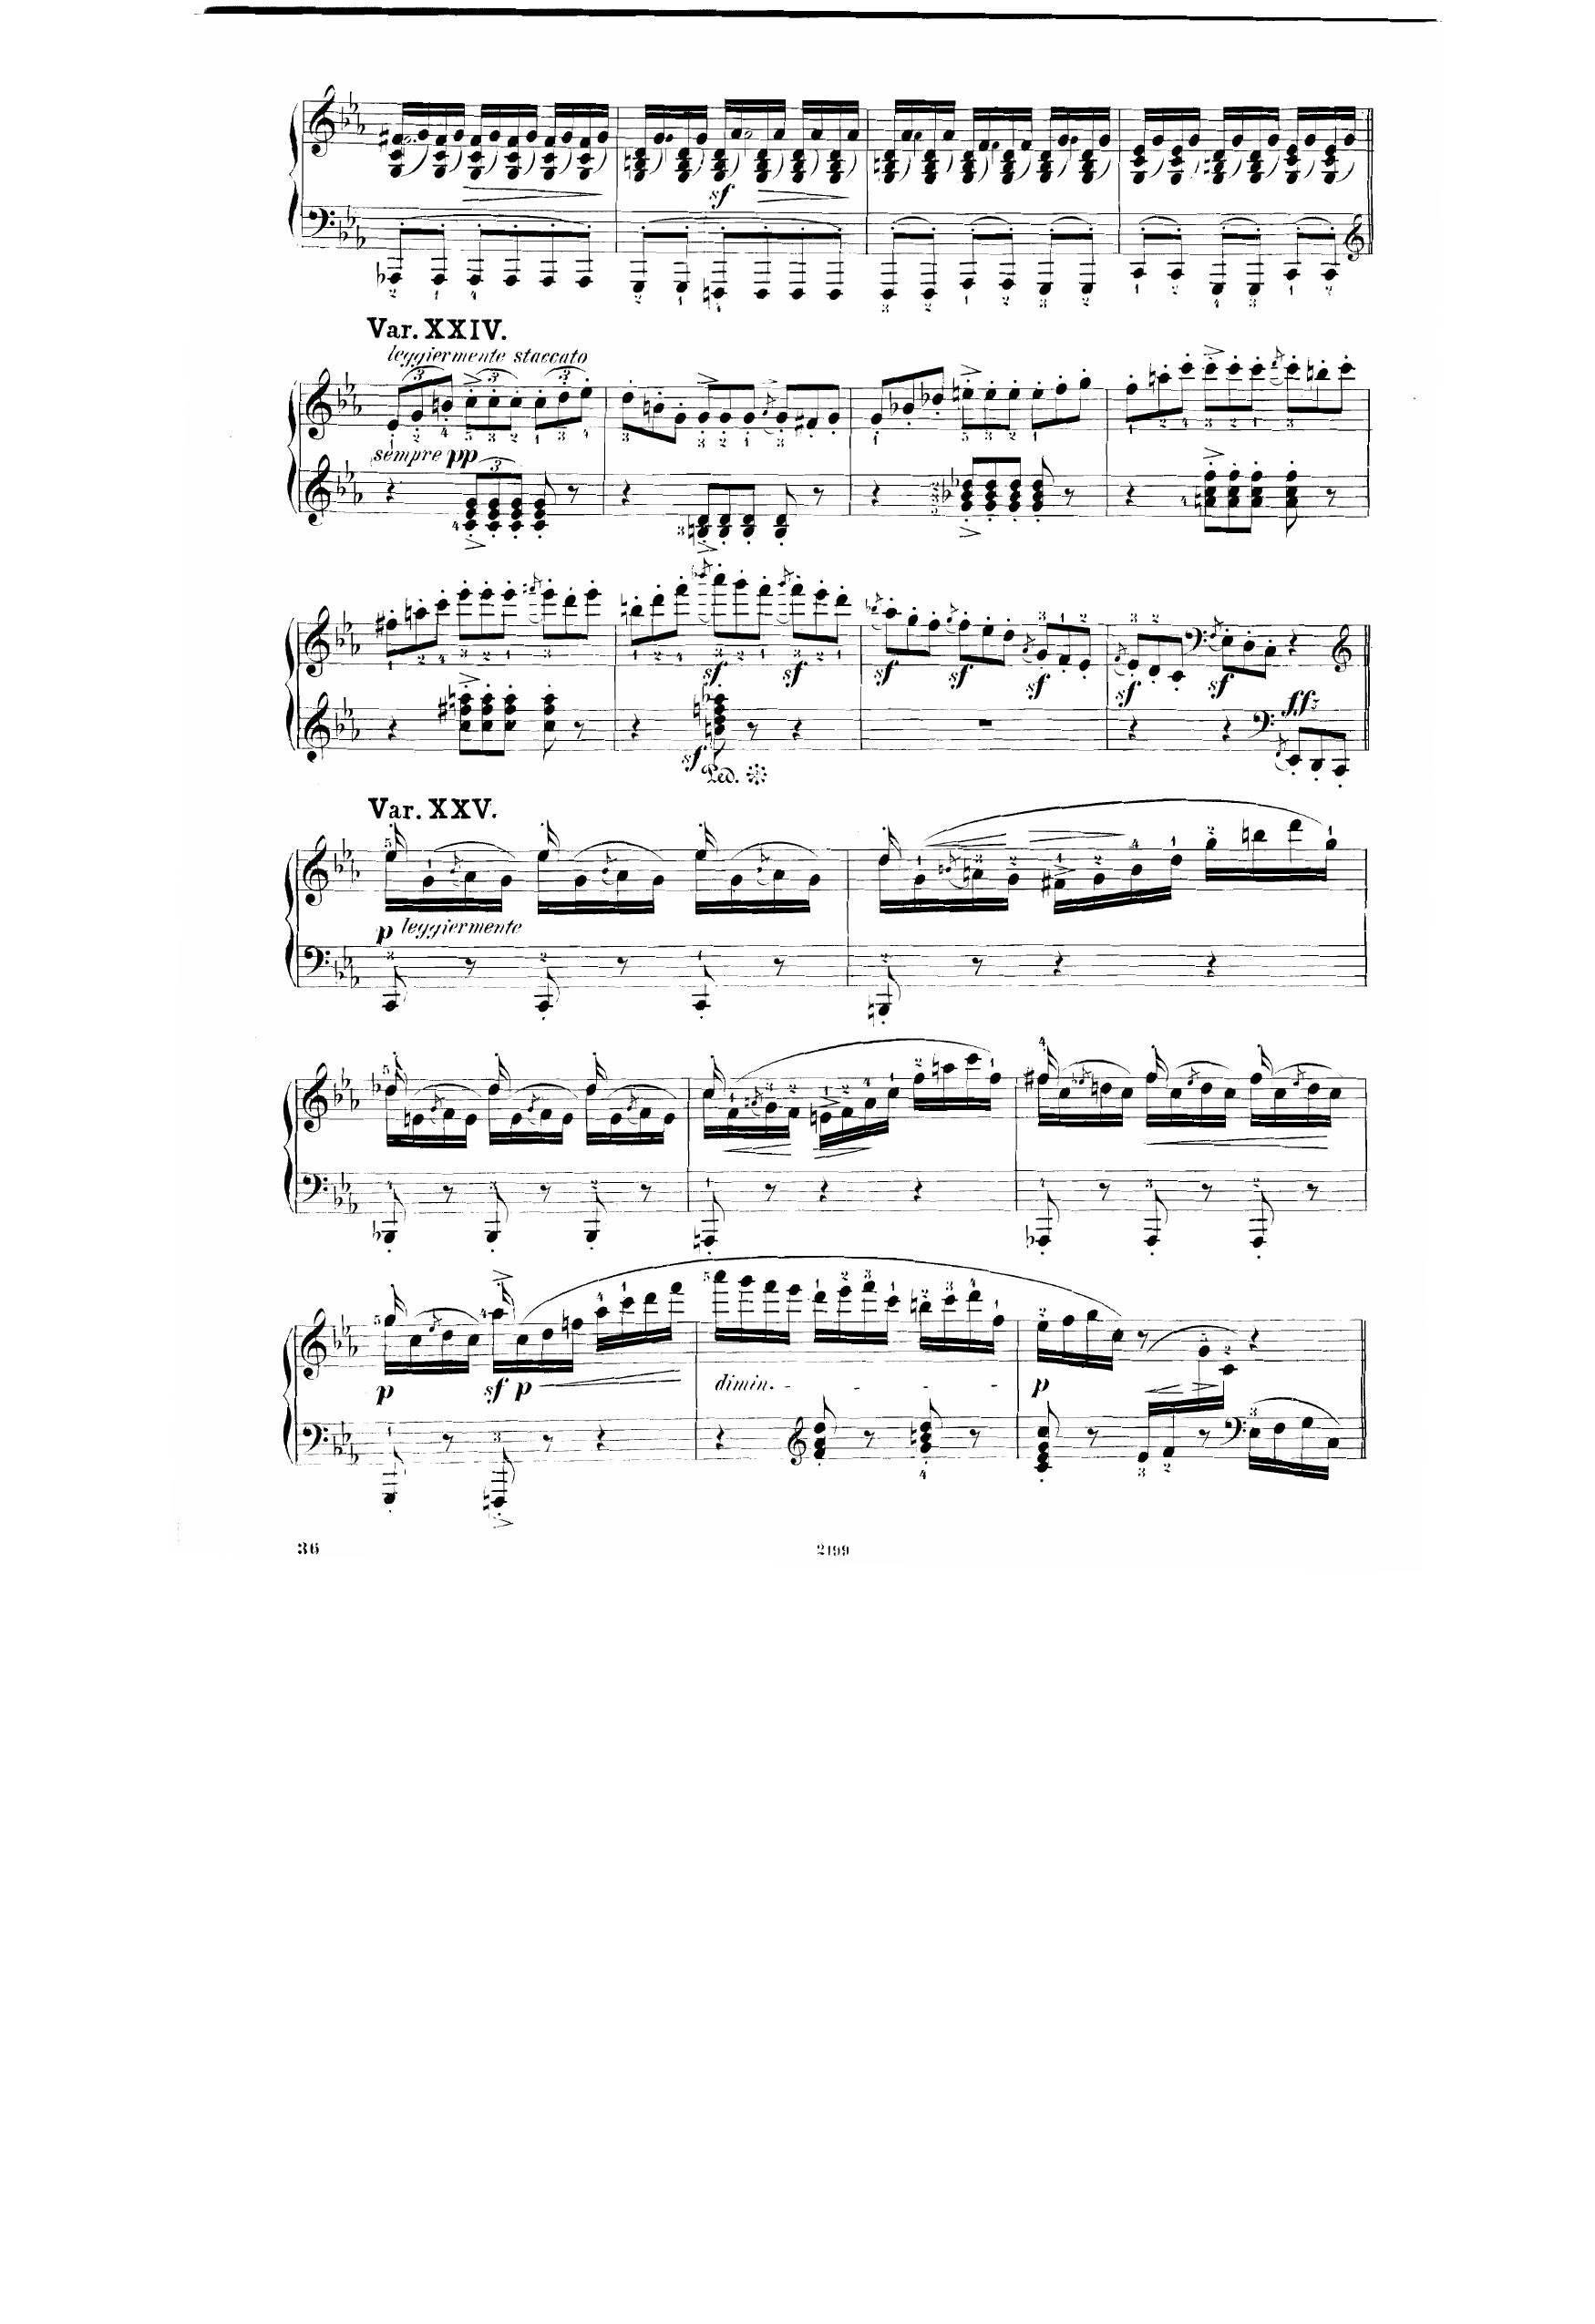 sf
Var. XXIV.
leggiermente staccato
sempre pp
sf sf sf sf sf sf sf ff
Ped.
Var. XXV.
p leggiermente
p sf p dimin. p
36 2199